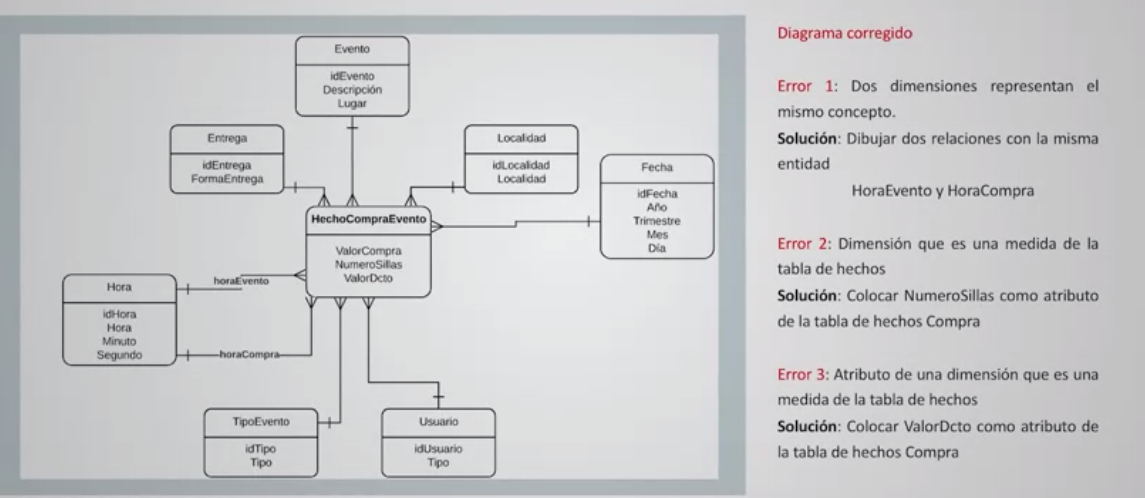 Evento
idEvento
Descripción
Lugar
Entrega
idEntrega
FormaEntrega
Localidad
idLocalidad
Localidad
Fecha
idFecha
Año
Trimestre
Mes
Día
HechoCompraEvento
ValorCompra
NumeroSillas
ValorDcto
Hora
idHora
Hora
Minuto
Segundo
horaEvento
horaCompra
TipoEvento
idTipo
Tipo
Usuario
idUsuario
Tipo
Diagrama corregido
Error 1: Dos dimensiones representan el
mismo concepto.
Solución: Dibujar dos relaciones con la misma
entidad
HoraEvento y HoraCompra
Error 2: Dimensión que es una medida de la
tabla de hechos
Solución: Colocar NumeroSillas como atributo
de la tabla de hechos Compra
Error 3: Atributo de una dimensión que es una
medida de la tabla de hechos
Solución: Colocar ValorDcto como atributo de
la tabla de hechos Compra